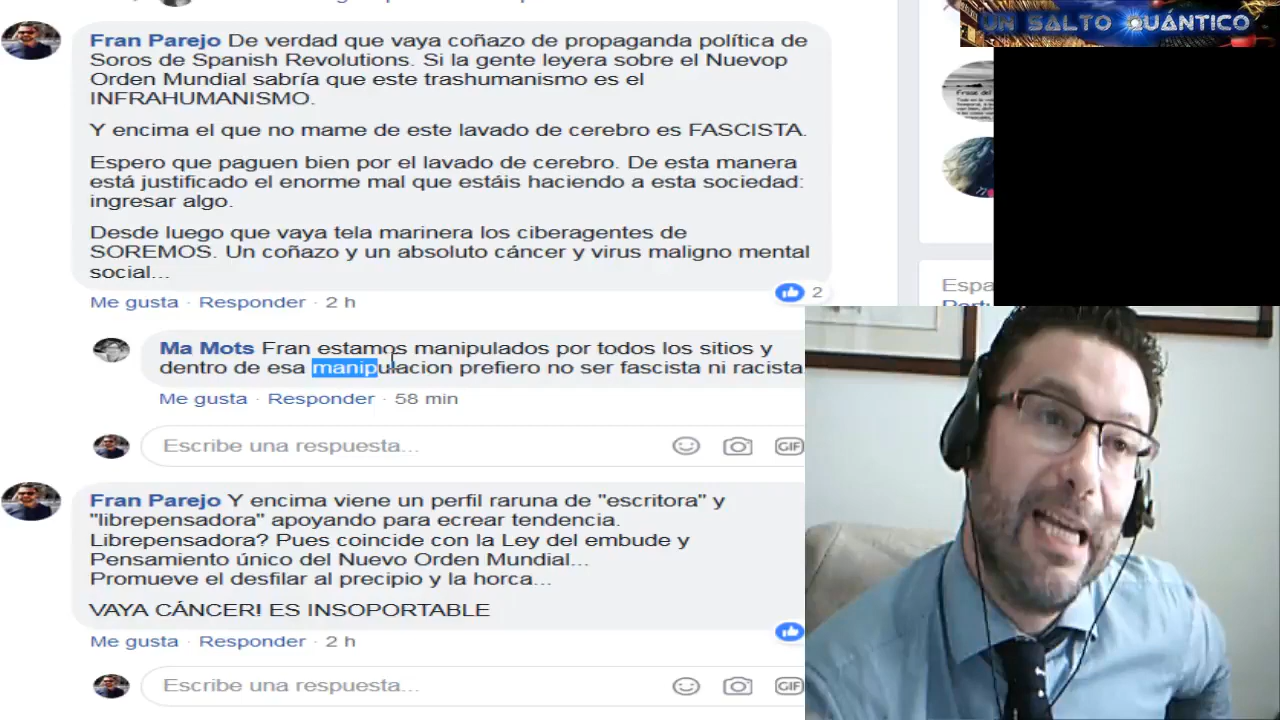 UN SALTO QUÁNTICO
Fran Parejo De verdad que vaya coñazo de propaganda política de
Soros de Spanish Revolutions. Si la gente leyera sobre el Nuevop
Orden Mundial sabría que este trashumanismo es el
INFRAHUMANISMO.
Y encima el que no mame de este lavado de cerebro es FASCISTA.
Espero que paguen bien por el lavado de cerebro. De esta manera
está justificado el enorme mal que estáis haciendo a esta sociedad:
ingresar algo.
Desde luego que vaya tela marinera los ciberagentes de
SOREMOS. Un coñazo y un absoluto cáncer y virus maligno mental
social...
Me gusta · Responder · 2 h
2
Ma Mots Fran estamos manipulados por todos los sitios y
dentro de esa manipulacion prefiero no ser fascista ni racista
Me gusta · Responder · 58 min
Escribe una respuesta...
GIF
Fran Parejo Y encima viene un perfil raruna de "escritora" y
"librepensadora" apoyando para ecrear tendencia.
Librepensadora? Pues coincide con la Ley del embude y
Pensamiento único del Nuevo Orden Mundial...
Promueve el desfilar al precipio y la horca...
VAYA CÁNCER! ES INSOPORTABLE
Me gusta · Responder · 2 h
Escribe una respuesta...
GIF
Espa